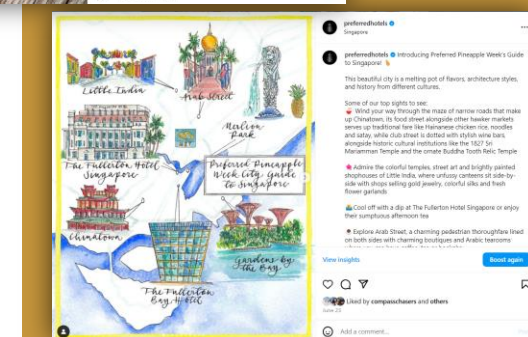 Little India
Arab Street
Merlion
Park
The Fullerton Hotel
Singapore
Preferred Pineapple
Week City guide
to Singapore
Chinatown
Gardens by
the Bay
The Fullerton
Bay Hotel
preferredhotels
Singapore
preferredhotels Introducing Preferred Pineapple Week's Guide
to Singapore!
This beautiful city is a melting pot of flavors, architecture styles,
and history from different cultures.
Some of our top sights to see:
Wind your way through the maze of narrow roads that make
up Chinatown, its food street alongside other hawker markets
serves up traditional fare like Hainanese chicken rice, noodles
and satay, while club street is dotted with stylish wine bars,
alongside historic cultural institutions like the 1827 Sri
Mariamman Temple and the ornate Buddha Tooth Relic Temple
Admire the colorful temples, street art and brightly painted
shophouses of Little India, where unfussy canteens sit side-by-
side with shops selling gold jewelry, colorful silks and fresh
flower garlands
Cool off with a dip at The Fullerton Hotel Singapore or enjoy
their sumptuous afternoon tea
Explore Arab Street, a charming pedestrian thoroughfare lined
on both sides with charming boutiques and Arabic tearooms
View insights
Boost again
Liked by compasschasers and others
June 23
Add a comment...